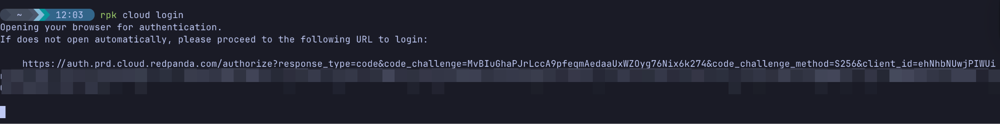 ~ 12:03 rpk cloud login
Opening your browser for authentication.
If does not open automatically, please proceed to the following URL to login:
https://auth.prd.cloud.redpanda.com/authorize?response_type=code&code_challenge=MvBIuGhaPJrLccA9pfeqmAedaaUxWZOyg76Nix6k274&code_challenge_method=S256&client_id=ehNhbNUwjPIWUi